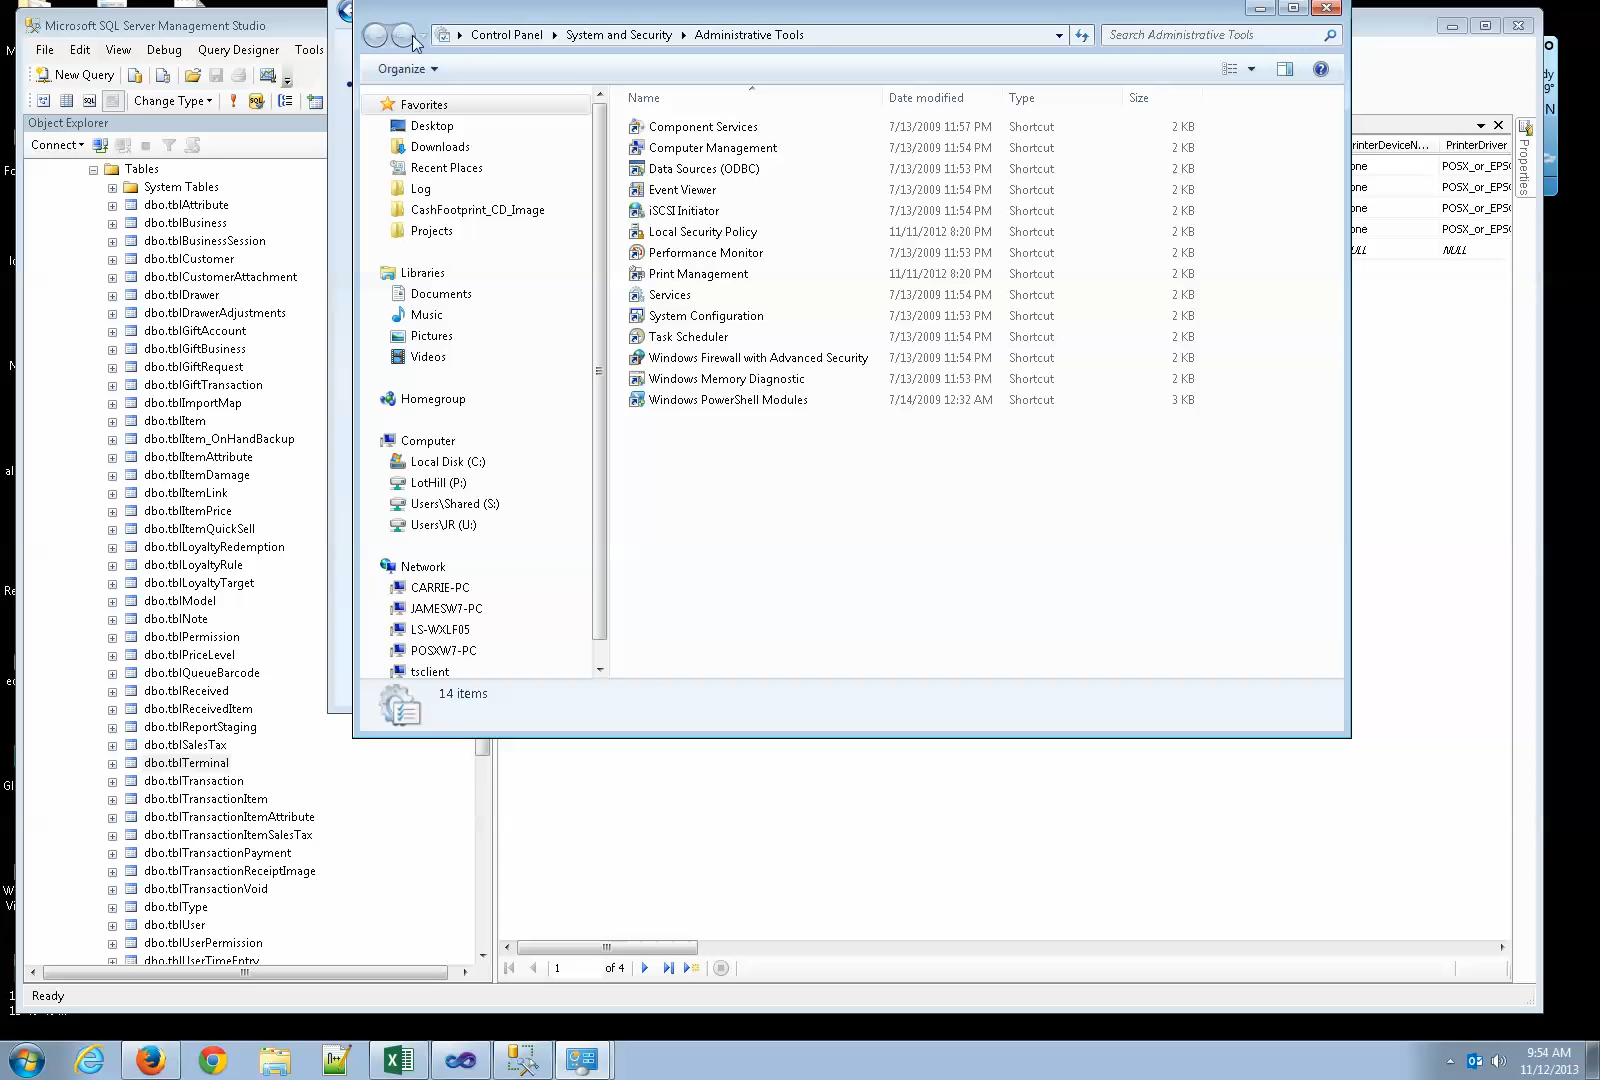 Microsoft SQL Server Management Studio
File Edit View Debug Query Designer Tools
New Query
Change Type
Object Explorer
Connect
Tables
System Tables
dbo.tblAttribute
dbo.tblBusiness
dbo.tblBusinessSession
dbo.tblCustomer
dbo.tblCustomerAttachment
dbo.tblDrawer
dbo.tblDrawerAdjustments
dbo.tblGiftAccount
dbo.tblGiftBusiness
dbo.tblGiftRequest
dbo.tblGiftTransaction
dbo.tblImportMap
dbo.tblItem
dbo.tblItem_OnHandBackup
dbo.tblItemAttribute
dbo.tblItemDamage
dbo.tblItemLink
dbo.tblItemPrice
dbo.tblItemQuickSell
dbo.tblLoyaltyRedemption
dbo.tblLoyaltyRule
dbo.tblLoyaltyTarget
dbo.tblModel
dbo.tblNote
dbo.tblPermission
dbo.tblPriceLevel
dbo.tblQueueBarcode
dbo.tblReceived
dbo.tblReceivedItem
dbo.tblReportStaging
dbo.tblSalesTax
dbo.tblTerminal
dbo.tblTransaction
dbo.tblTransactionItem
dbo.tblTransactionItemAttribute
dbo.tblTransactionItemSalesTax
dbo.tblTransactionPayment
dbo.tblTransactionReceiptImage
dbo.tblTransactionVoid
dbo.tblType
dbo.tblUser
dbo.tblUserPermission
dbo.tblUserTimeEntry
Ready
Control Panel System and Security Administrative Tools
Search Administrative Tools
Organize
Favorites
Desktop
Downloads
Recent Places
Log
CashFootprint_CD_Image
Projects
Libraries
Documents
Music
Pictures
Videos
Homegroup
Computer
Local Disk (C:)
LotHill (P:)
Users\Shared (S:)
Users\JR (U:)
Network
CARRIE-PC
JAMESW7-PC
LS-WXLF05
POSXW7-PC
tsclient
Name Date modified Type Size
Component Services 7/13/2009 11:57 PM Shortcut 2 KB
Computer Management 7/13/2009 11:54 PM Shortcut 2 KB
Data Sources (ODBC) 7/13/2009 11:53 PM Shortcut 2 KB
Event Viewer 7/13/2009 11:54 PM Shortcut 2 KB
iSCSI Initiator 7/13/2009 11:54 PM Shortcut 2 KB
Local Security Policy 11/11/2012 8:20 PM Shortcut 2 KB
Performance Monitor 7/13/2009 11:53 PM Shortcut 2 KB
Print Management 11/11/2012 8:20 PM Shortcut 2 KB
Services 7/13/2009 11:54 PM Shortcut 2 KB
System Configuration 7/13/2009 11:53 PM Shortcut 2 KB
Task Scheduler 7/13/2009 11:54 PM Shortcut 2 KB
Windows Firewall with Advanced Security 7/13/2009 11:54 PM Shortcut 2 KB
Windows Memory Diagnostic 7/13/2009 11:53 PM Shortcut 2 KB
Windows PowerShell Modules 7/14/2009 12:32 AM Shortcut 3 KB
14 items
rinterDeviceN... PrinterDriver
one POSX_or_EPS
one POSX_or_EPS
one POSX_or_EPS
one POSX_or_EPS
ULL NULL
Properties
1 of 4
9:54 AM
11/12/2013